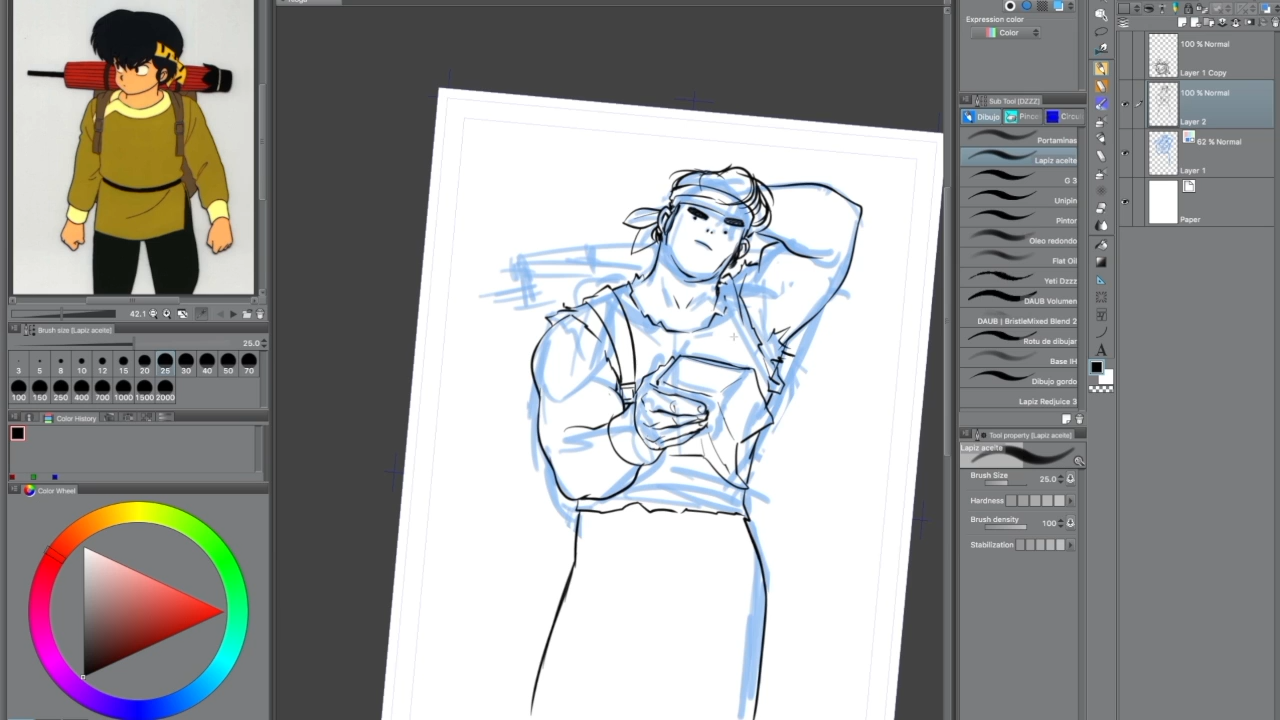 Expression color
Color
Sub Tool [DZZZ]
Dibujo
Portaminas
Lapiz aceite
G 3
Unipin
Pintor
Oleo redondo
Flat Oil
Yeti Dzzz
DAUB Volumen
DAUB | BristleMixed Blend 2
Rotu de dibujar
Base IH
Dibujo gordo
Lapiz Redjuice 3
Tool property [Lapiz aceite]
Lapiz aceite
Brush Size 25.0
Hardness
Brush density 100
Stabilization
42.1
Brush size [Lapiz aceite]
25.0
3 5 8 10 12 15 20 25 30 40 50 70
100 150 250 400 700 1000 1500 2000
Color History
Color Wheel
A
100 % Normal
Layer 1 Copy
100 % Normal
Layer 2
62 % Normal
Layer 1
Paper